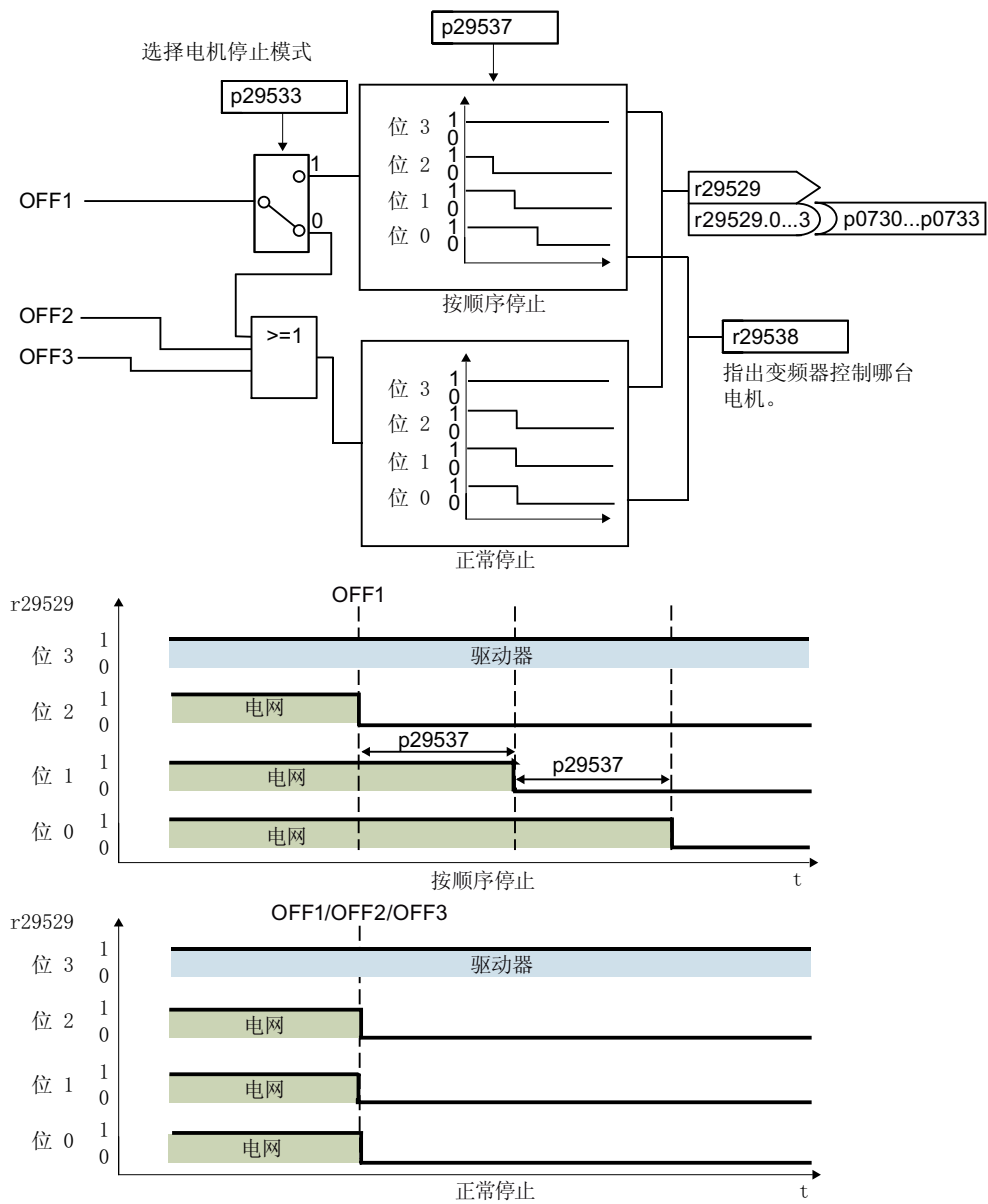 p29537
选择电机停止模式
p29533
位 3 1 0
位 2 1 0
位 1 1 0
位 0 1 0
按顺序停止
OFF1
1
0
OFF2
OFF3
>=1
r29529
r29529.0...3
p0730...p0733
r29538
指出变频器控制哪台
电机。
位 3 1 0
位 2 1 0
位 1 1 0
位 0 1 0
正常停止
r29529
OFF1
位 3 1 0 驱动器
位 2 1 0 电网
p29537
位 1 1 0 电网
p29537
位 0 1 0 电网
按顺序停止
t
r29529
OFF1/OFF2/OFF3
位 3 1 0 驱动器
位 2 1 0 电网
位 1 1 0 电网
位 0 1 0 电网
正常停止
t